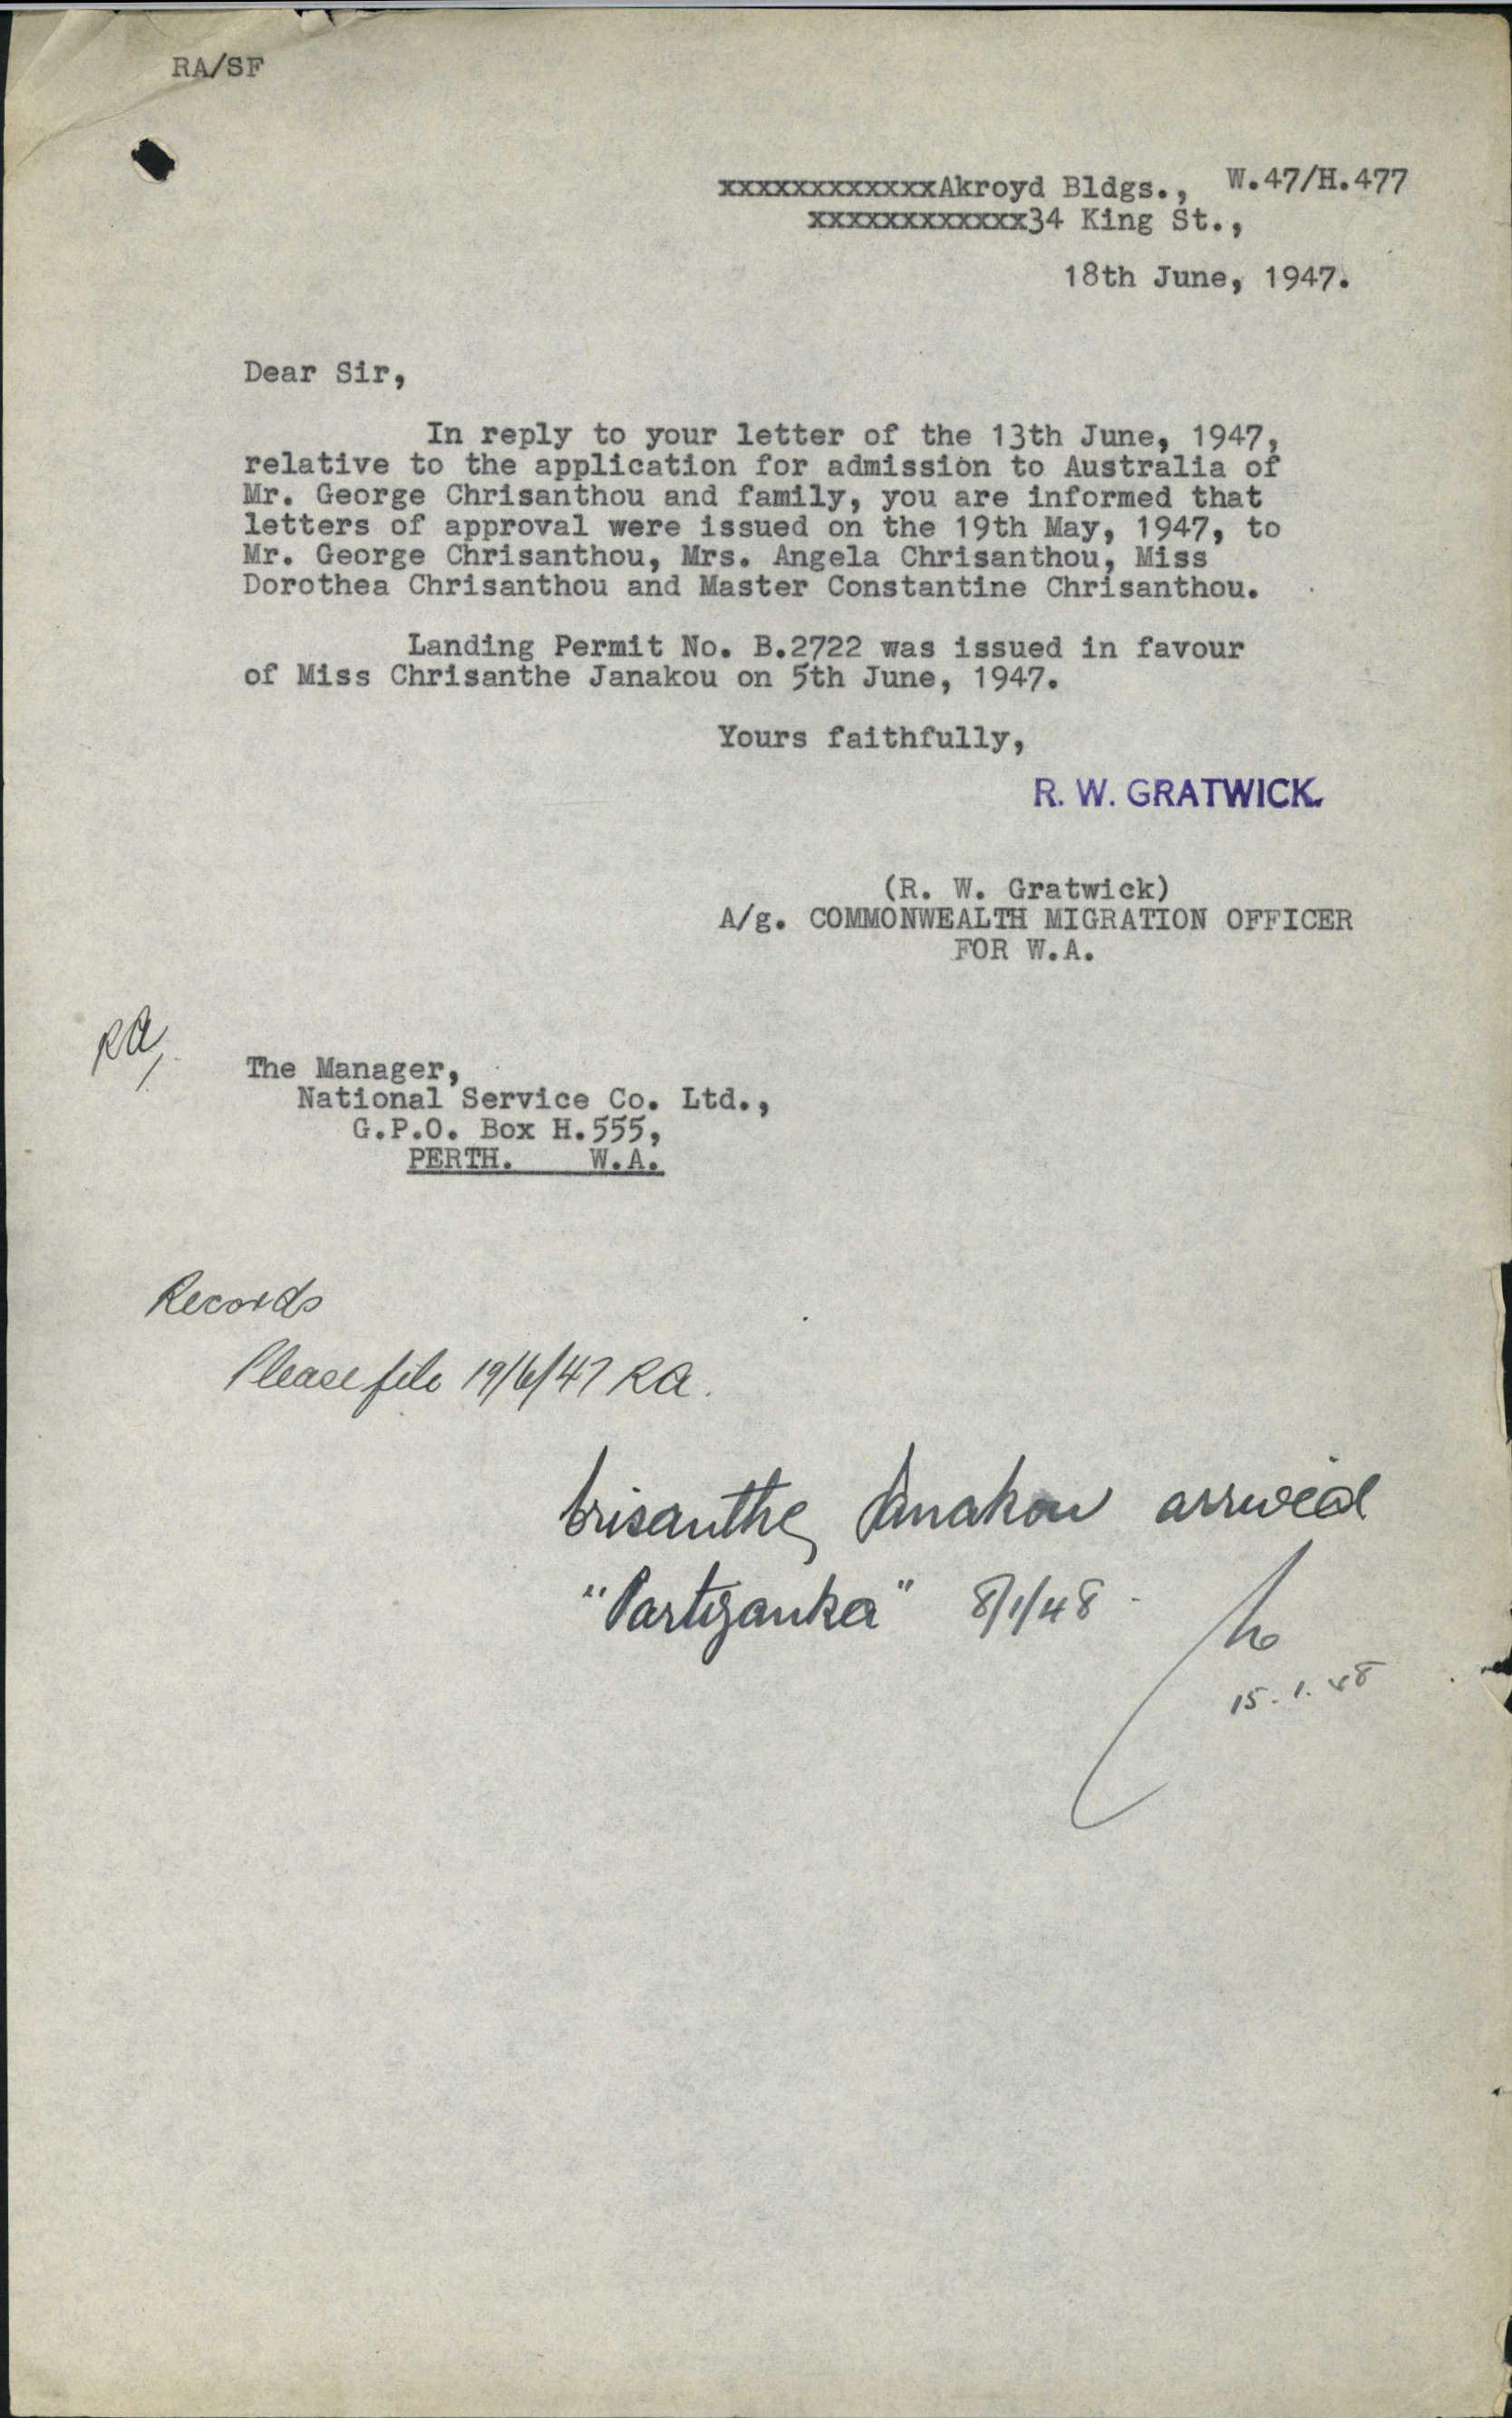 RA/SF
xxxxxxxxxxxxAkroyd Bldgs., W.47/H.477
xxxxxxxxxxxx34 King St.,
18th June, 1947.
Dear Sir,
In reply to your letter of the 13th June, 1947,
relative to the application for admission to Australia of
Mr. George Chrisanthou and family, you are informed that
letters of approval were issued on the 19th May, 1947, to
Mr. George Chrisanthou, Mrs. Angela Chrisanthou, Miss
Dorothea Chrisanthou and Master Constantine Chrisanthou.
Landing Permit No. B.2722 was issued in favour
of Miss Chrisanthe Janakou on 5th June, 1947.
Yours faithfully,
R. W. GRATWICK
(R. W. Gratwick)
A/g. COMMONWEALTH MIGRATION OFFICER
FOR W.A.
RA
The Manager,
National Service Co. Ltd.,
G.P.O. Box H.555,
PERTH. W.A.
Records
Please file 19/6/47 RA.
Janakou arrived
"Partizanka" 8/1/48
15.1.48